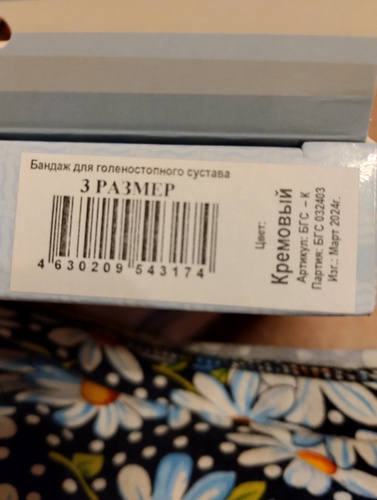 Бандаж для голеностопного сустава
3 РАЗМЕР
4 630209 543174
Цвет:
Кремовый
Артикул: БГС – К
Партия: БГС 032403
Изг.: Март 2024г.